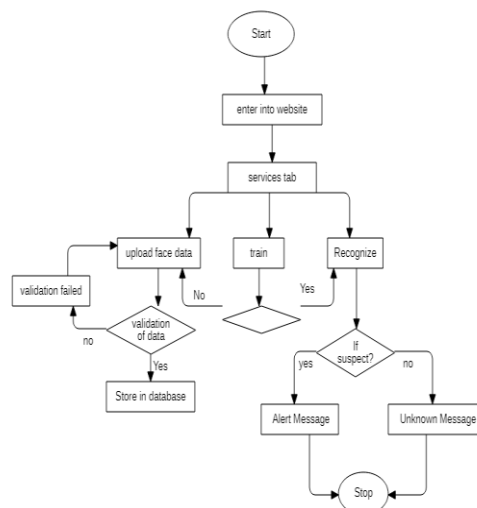 Start
enter into website
services tab
upload face data
train
Recognize
validation failed
No
Yes
no
validation
of data
Yes
Store in database
If
suspect?
yes
no
Alert Message
Unknown Message
Stop